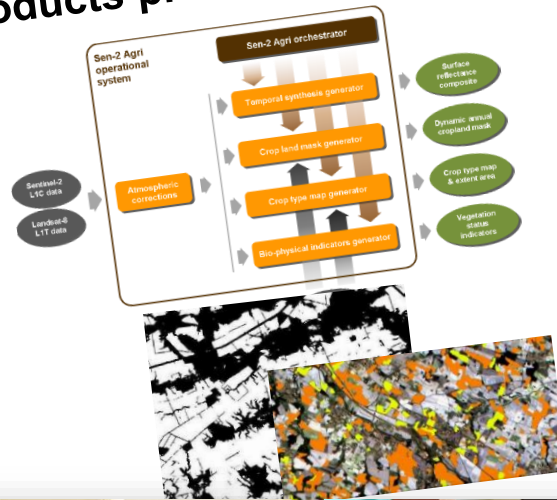 oducts p
Sen-2 Agri
operational
system
Sen-2 Agri orchestrator
Temporal synthesis generator
Crop land mask generator
Crop type map generator
Bio-physical indicators generator
Sentinel-2
L1C data
Landsat-8
L1T data
Atmospheric
corrections
Surface
reflectance
composite
Dynamic annual
cropland mask
Crop type map
& extent area
Vegetation
status
indicators